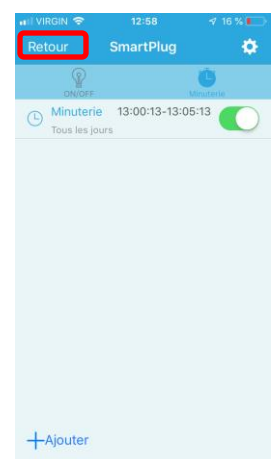 VIRGIN 12:58 16 %
Retour SmartPlug
ON/OFF Minuterie
Minuterie 13:00:13-13:05:13
Tous les jours
Ajouter